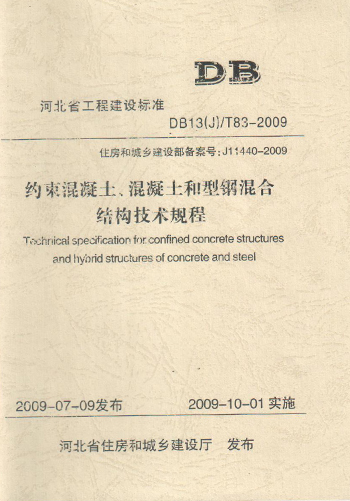 DB
河北省工程建设标准
DB13(J)/T83-2009
住房和城乡建设部备案号:J11440-2009
约束混凝土、混凝土和型钢混合
结构技术规程
Technical specification for confined concrete structures
and hybrid structures of concrete and steel
2009-07-09发布 2009-10-01 实施
河北省住房和城乡建设厅 发布